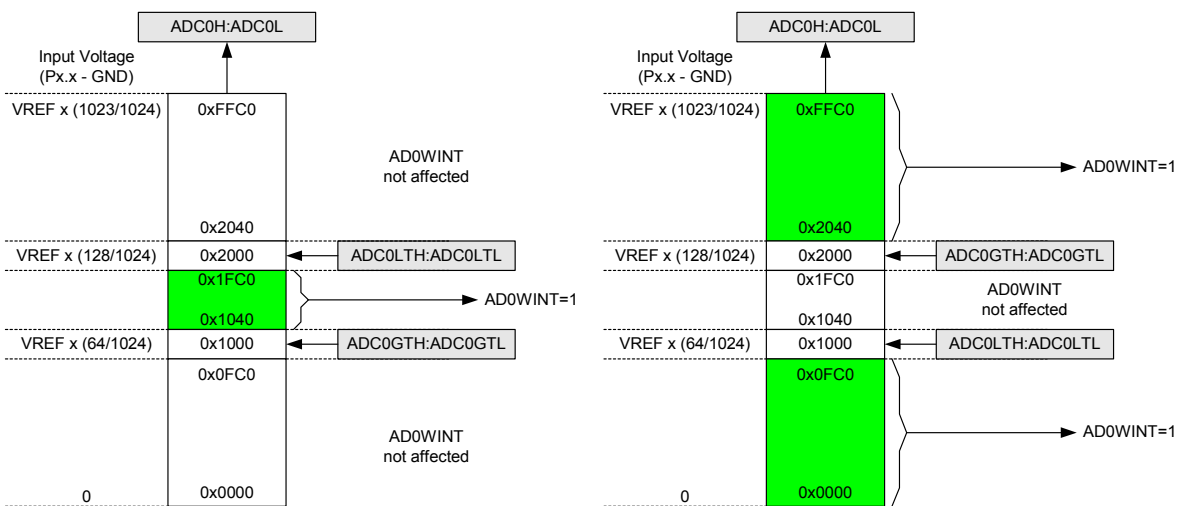 ADC0H:ADC0L
Input Voltage
(Px.x - GND)
VREF x (1023/1024)
0xFFC0
AD0WINT
not affected
0x2040
VREF x (128/1024)
0x2000
ADC0LTH:ADC0LTL
0x1FC0
AD0WINT=1
0x1040
VREF x (64/1024)
0x1000
ADC0GTH:ADC0GTL
0x0FC0
AD0WINT
not affected
0
0x0000
ADC0H:ADC0L
Input Voltage
(Px.x - GND)
VREF x (1023/1024)
0xFFC0
AD0WINT=1
0x2040
VREF x (128/1024)
0x2000
ADC0GTH:ADC0GTL
0x1FC0
AD0WINT
not affected
0x1040
VREF x (64/1024)
0x1000
ADC0LTH:ADC0LTL
0x0FC0
AD0WINT=1
0
0x0000